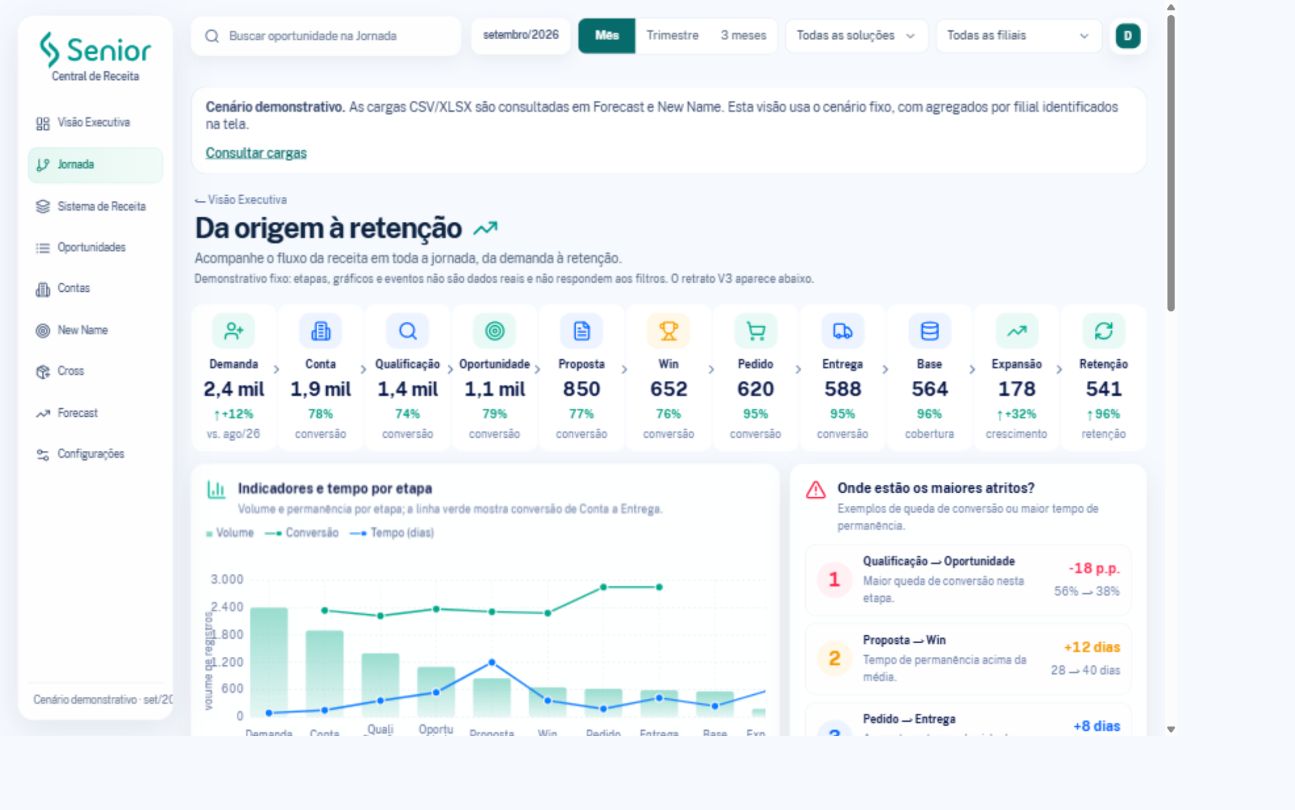 Senior
Central de Receita
Visão Executiva
Jornada
Sistema de Receita
Oportunidades
Contas
New Name
Cross
Forecast
Configurações
Cenário demonstrativo · set/20
Buscar oportunidade na Jornada
setembro/2026
Mês
Trimestre
3 meses
Todas as soluções
Todas as filiais
D
Cenário demonstrativo. As cargas CSV/XLSX são consultadas em Forecast e New Name. Esta visão usa o cenário fixo, com agregados por filial identificados
na tela.
Consultar cargas
← Visão Executiva
Da origem à retenção
Acompanhe o fluxo da receita em toda a jornada, da demanda à retenção.
Demonstrativo fixo: etapas, gráficos e eventos não são dados reais e não respondem aos filtros. O retrato V3 aparece abaixo.
Demanda
2,4 mil
↑+12%
vs. ago/26
Conta
1,9 mil
78%
conversão
Qualificação
1,4 mil
74%
conversão
Oportunidade
1,1 mil
79%
conversão
Proposta
850
77%
conversão
Win
652
76%
conversão
Pedido
620
95%
conversão
Entrega
588
95%
conversão
Base
564
96%
cobertura
Expansão
178
↑+32%
crescimento
Retenção
541
↑96%
retenção
Indicadores e tempo por etapa
Volume e permanência por etapa; a linha verde mostra conversão de Conta a Entrega.
Volume
Conversão
Tempo (dias)
volume de registros
3.000
2.400
1.800
1.200
600
0
Demanda
Conta
Quali
Oportu
Proposta
Win
Pedido
Entrega
Base
Exp
Onde estão os maiores atritos?
Exemplos de queda de conversão ou maior tempo de
permanência.
1
Qualificação → Oportunidade
Maior queda de conversão nesta
etapa.
-18 p.p.
56% → 38%
2
Proposta → Win
Tempo de permanência acima da
média.
+12 dias
28 → 40 dias
3
Pedido → Entrega
+8 dias